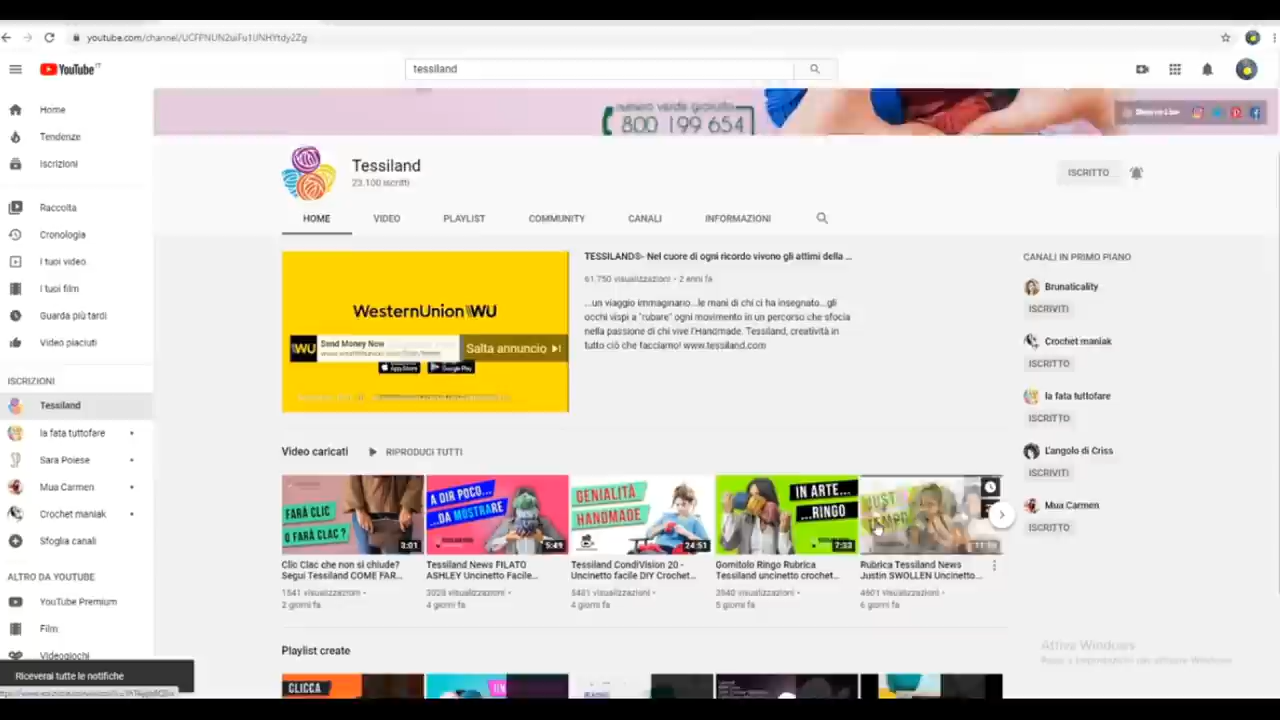 youtube.com/channel/UCFPNUN2uiFu1UNHYtdy2Zg
YouTube IT
tessiland
Home
Tendenze
Iscrizioni
Raccolta
Cronologia
I tuoi video
I tuoi film
Guarda più tardi
Video piaciuti
ISCRIZIONI
Tessiland
la fata tuttofare
Sara Poiese
Mua Carmen
Crochet maniak
Sfoglia canali
ALTRO DA YOUTUBE
YouTube Premium
Film
Videogiochi
Riceverai tutte le notifiche
numero verde gratuito
800 199 654
Tessiland
23.100 iscritti
ISCRITTO
HOME VIDEO PLAYLIST COMMUNITY CANALI INFORMAZIONI
WesternUnion WU
WU Send Money Now
Salta annuncio
App Store Google Play
TESSILAND®- Nel cuore di ogni ricordo vivono gli attimi della ...
61.750 visualizzazioni • 2 anni fa
...un viaggio immaginario...le mani di chi ci ha insegnato...gli
occhi vispi a "rubare" ogni movimento in un percorso che sfocia
nella passione di chi vive l'Handmade. Tessiland, creatività in
tutto ciò che facciamo! www.tessiland.com
CANALI IN PRIMO PIANO
Brunaticality
ISCRIVITI
Crochet maniak
ISCRITTO
la fata tuttofare
ISCRITTO
L'angolo di Criss
ISCRIVITI
Mua Carmen
ISCRITTO
Video caricati RIPRODUCI TUTTI
FARÀ CLIC
O FARÀ CLAC ?
3:01
Clic Clac che non si chiude?
Segui Tessiland COME FAR...
1541 visualizzazioni •
2 giorni fa
A DIR POCO...
...DA MOSTRARE
5:49
Tessiland News FILATO
ASHLEY Uncinetto Facile...
3028 visualizzazioni •
4 giorni fa
GENIALITÀ
HANDMADE
24:51
Tessiland CondiVision 20 -
Uncinetto facile DIY Crochet...
5481 visualizzazioni •
4 giorni fa
IN ARTE...
...RINGO
7:33
Gomitolo Ringo Rubrica
Tessiland uncinetto crochet...
3540 visualizzazioni •
5 giorni fa
Rubrica Tessiland News
Justin SWOLLEN Uncinetto...
4601 visualizzazioni •
6 giorni fa
Playlist create
CLICCA
Attiva Windows